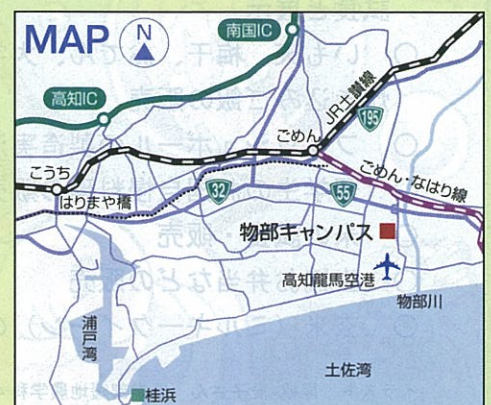 MAP
N
南国IC
高知IC
JR土讃線
195
ごめん
こうち
はりまや橋
ごめん・なはり線
32
55
物部キャンパス
高知龍馬空港
物部川
浦戸湾
土佐湾
桂浜